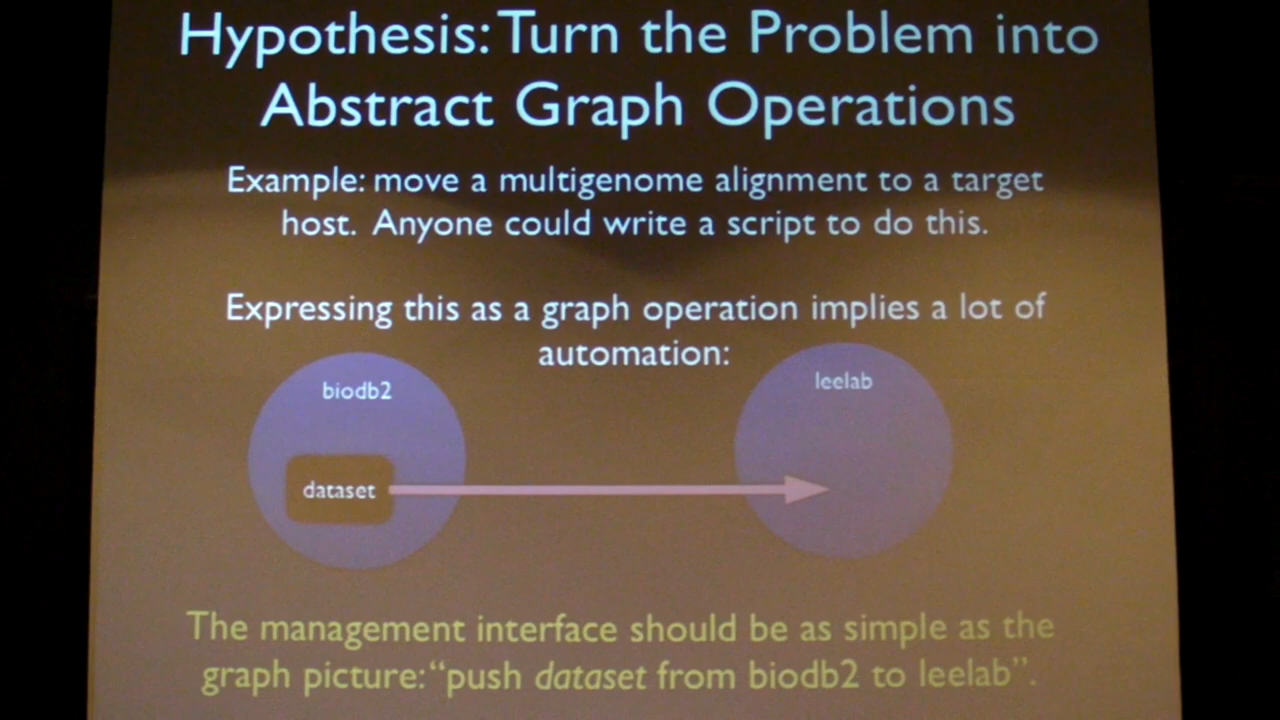 Hypothesis: Turn the Problem into
Abstract Graph Operations
Example: move a multigenome alignment to a target
host. Anyone could write a script to do this.
Expressing this as a graph operation implies a lot of
automation:
biodb2
leelab
dataset
The management interface should be as simple as the
graph picture: “push dataset from biodb2 to leelab”.